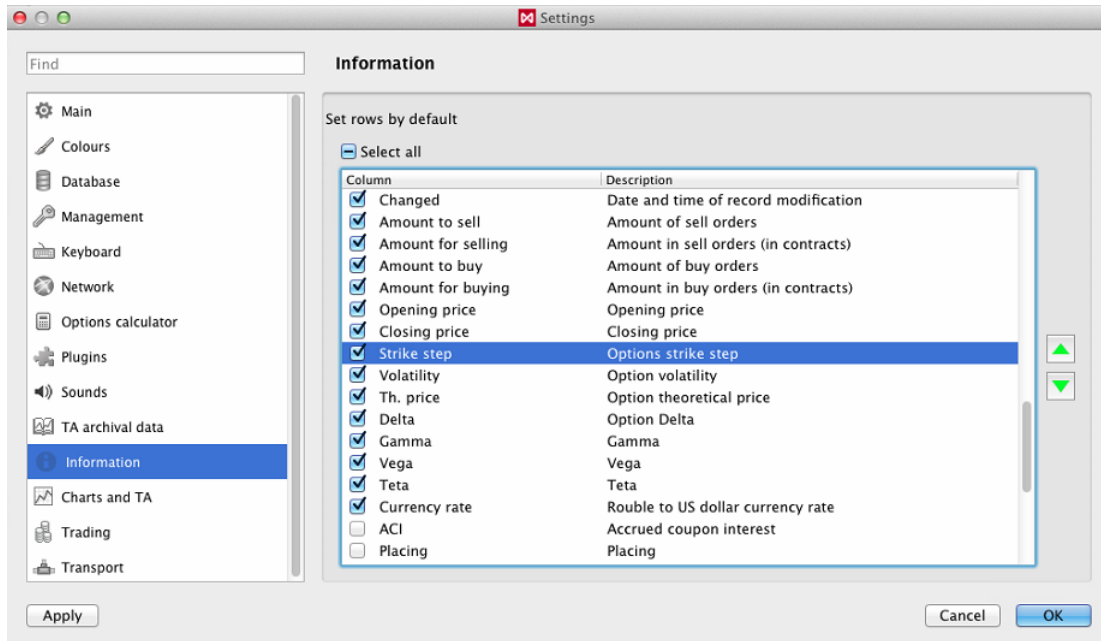 Settings
Find
Information
Main
Colours
Database
Management
Keyboard
Network
Options calculator
Plugins
Sounds
TA archival data
Information
Charts and TA
Trading
Transport
Set rows by default
Select all
Column Description
Changed Date and time of record modification
Amount to sell Amount of sell orders
Amount for selling Amount in sell orders (in contracts)
Amount to buy Amount of buy orders
Amount for buying Amount in buy orders (in contracts)
Opening price Opening price
Closing price Closing price
Strike step Options strike step
Volatility Option volatility
Th. price Option theoretical price
Delta Option Delta
Gamma Gamma
Vega Vega
Teta Teta
Currency rate Rouble to US dollar currency rate
ACI Accrued coupon interest
Placing Placing
Apply Cancel OK